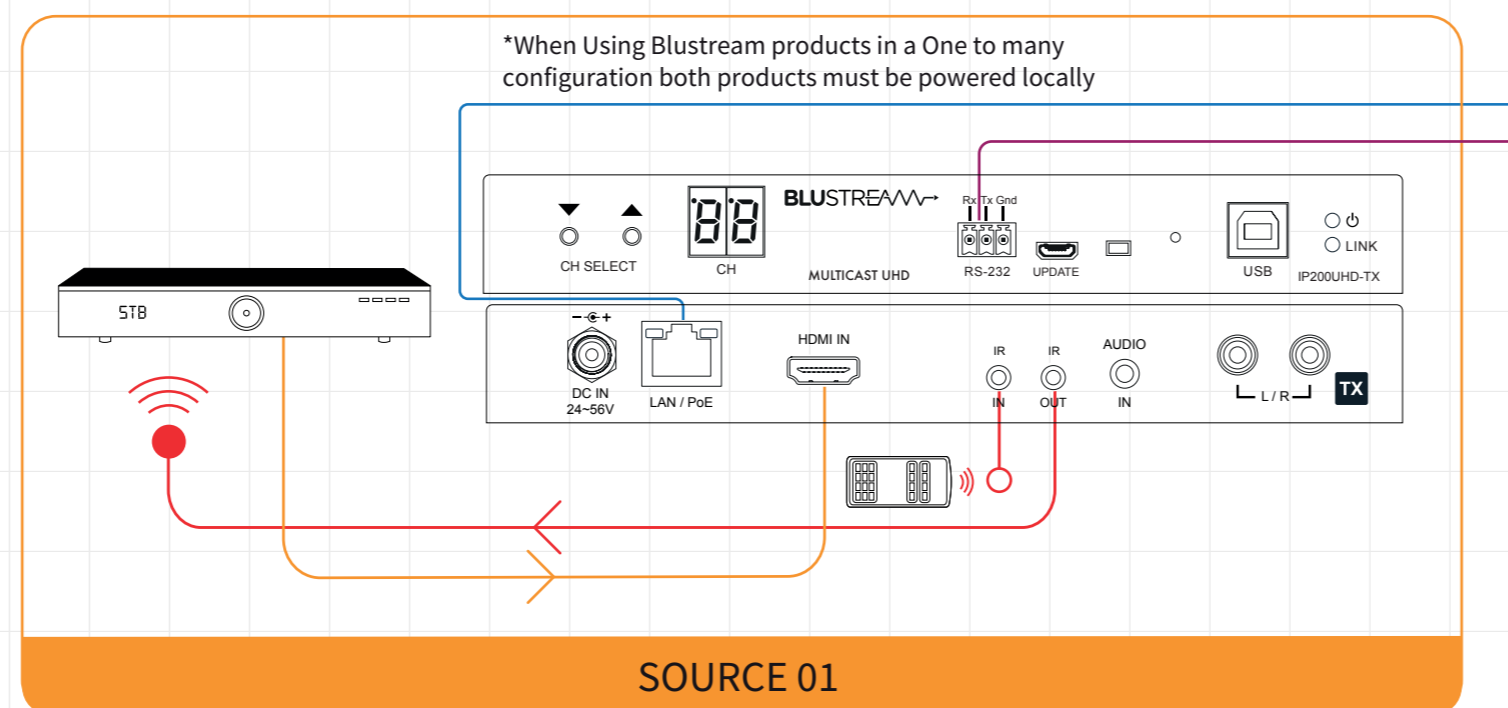 *When Using Blustream products in a One to many
configuration both products must be powered locally
BLUSTREAM
Rx Tx Gnd
88
CH SELECT
CH
MULTICAST UHD
RS-232
UPDATE
USB
LINK
IP200UHD-TX
STB
- +
DC IN
24~56V
LAN / PoE
HDMI IN
IR
IN
IR
OUT
AUDIO
IN
L / R
TX
SOURCE 01